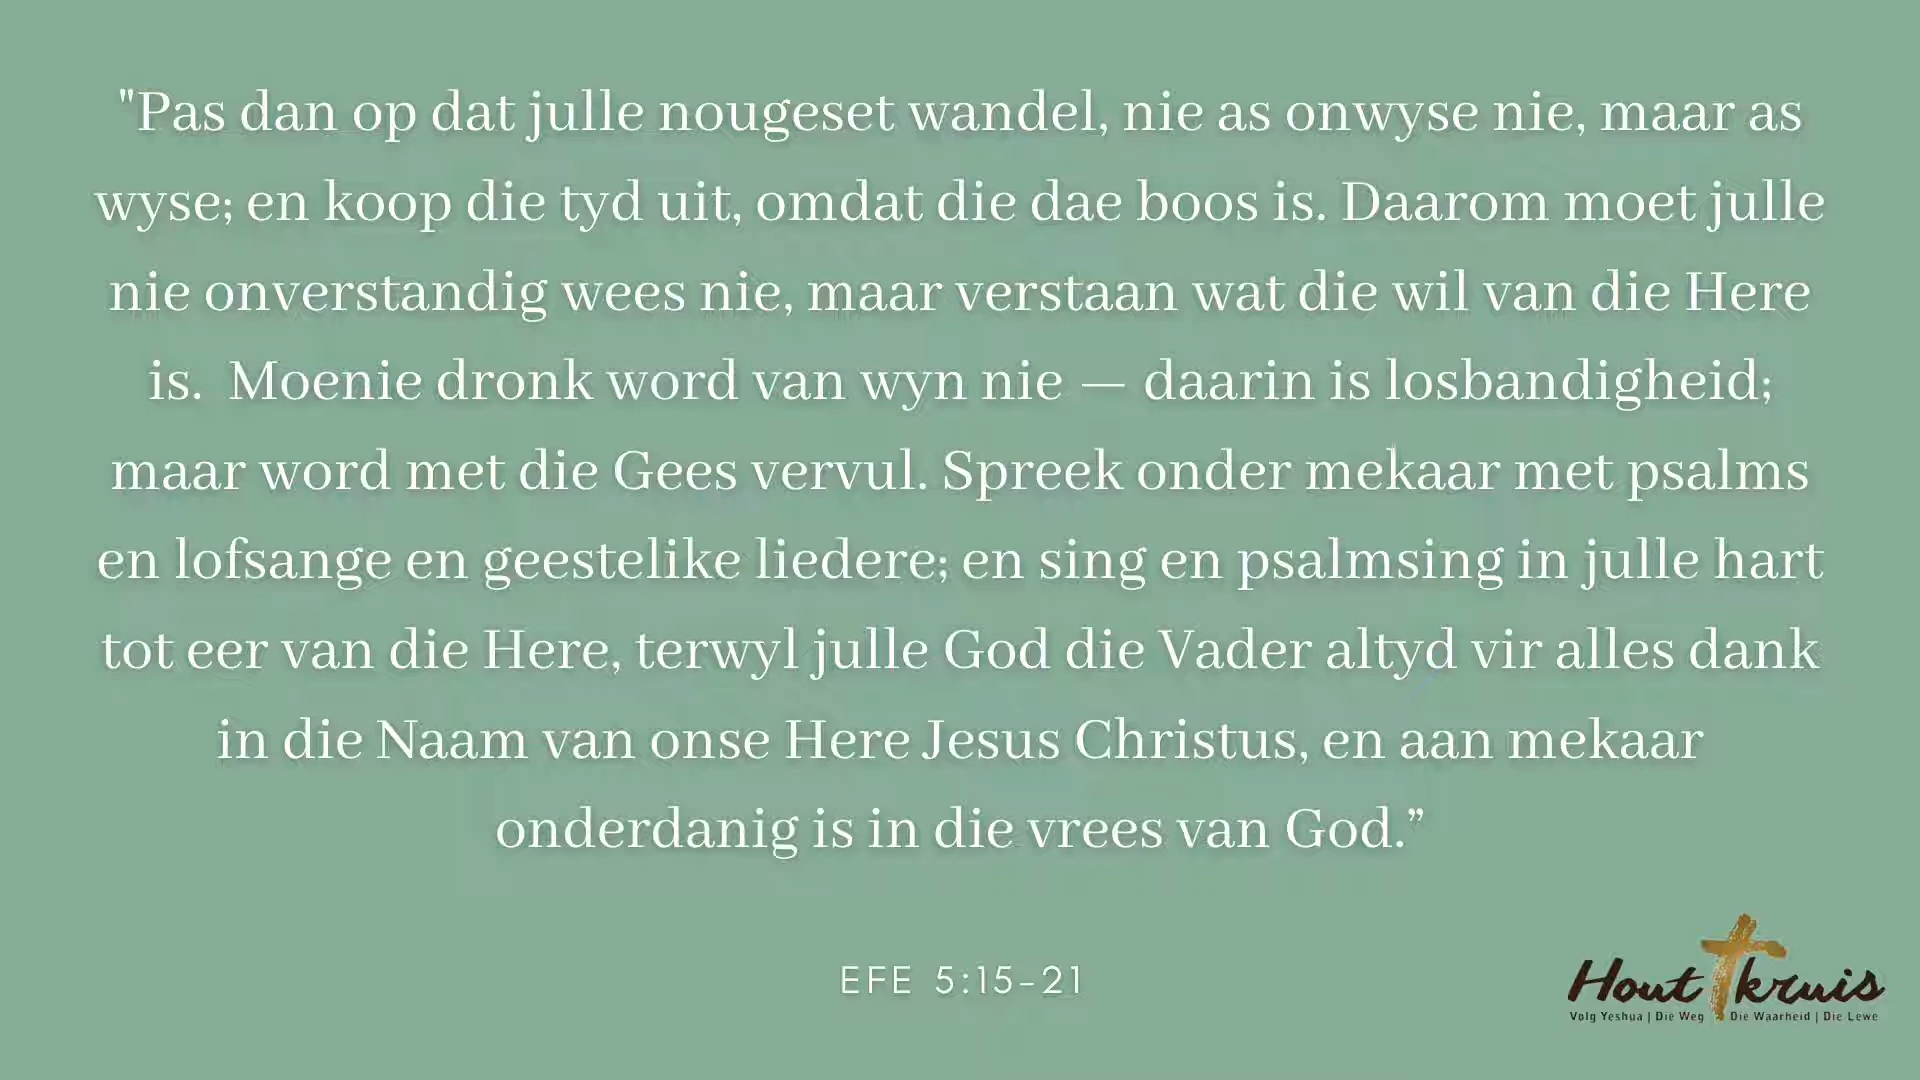 "Pas dan op dat julle nougeset wandel, nie as onwyse nie, maar as
wyse; en koop die tyd uit, omdat die dae boos is. Daarom moet julle
nie onverstandig wees nie, maar verstaan wat die wil van die Here
is.  Moenie dronk word van wyn nie — daarin is losbandigheid;
maar word met die Gees vervul. Spreek onder mekaar met psalms
en lofsange en geestelike liedere; en sing en psalmsing in julle hart
tot eer van die Here, terwyl julle God die Vader altyd vir alles dank
in die Naam van onse Here Jesus Christus, en aan mekaar
onderdanig is in die vrees van God.”
EFE 5:15-21
Hout kruis
Volg Yeshua | Die Weg Die Waarheid | Die Lewe